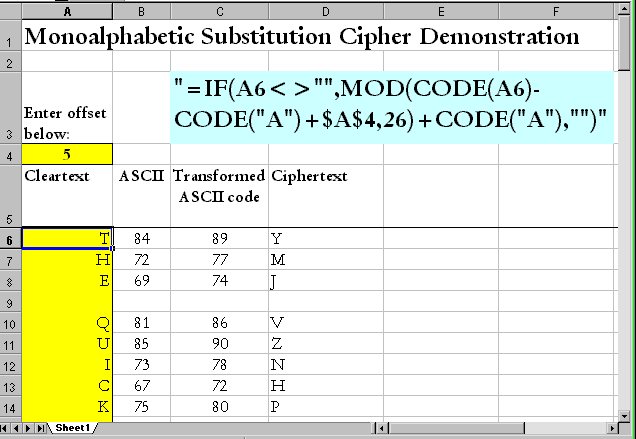 A B C D E F
1 Monoalphabetic Substitution Cipher Demonstration
2
"=IF(A6<>"",MOD(CODE(A6)-
Enter offset
3 below: CODE("A")+$A$4,26)+CODE("A"),"")"
4 5
Cleartext ASCII Transformed Ciphertext
ASCII code
5
6 T 84 89 Y
7 H 72 77 M
8 E 69 74 J
9
10 Q 81 86 V
11 U 85 90 Z
12 I 73 78 N
13 C 67 72 H
14 K 75 80 P
Sheet1